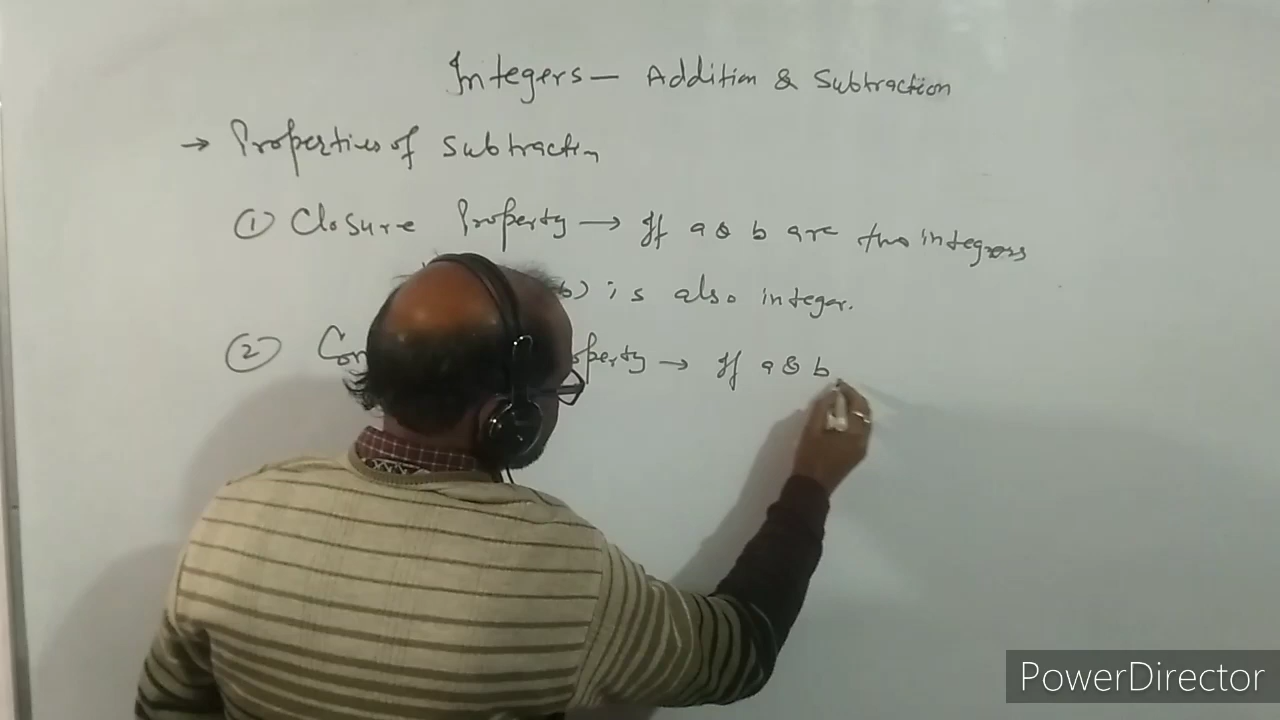 Integers — Addition & Subtraction
→ Properties of Subtraction
① Closure Property → If a & b are two integers
b) is also integer.
② → If a & b
PowerDirector